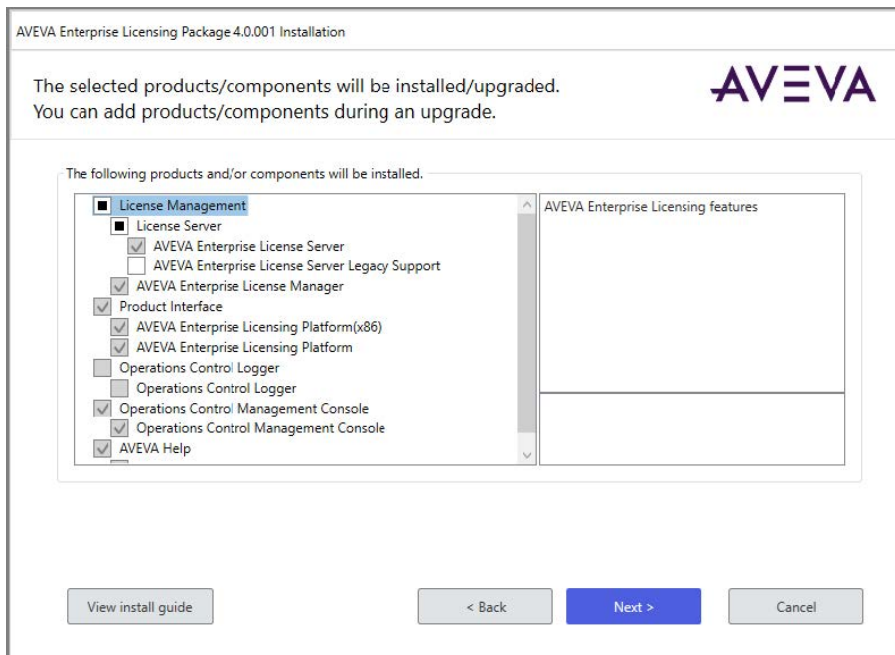 AVEVA Enterprise Licensing Package 4.0.001 Installation
The selected products/components will be installed/upgraded.
You can add products/components during an upgrade.
AVEVA
The following products and/or components will be installed.
License Management
License Server
AVEVA Enterprise License Server
AVEVA Enterprise License Server Legacy Support
AVEVA Enterprise License Manager
Product Interface
AVEVA Enterprise Licensing Platform(x86)
AVEVA Enterprise Licensing Platform
Operations Control Logger
Operations Control Logger
Operations Control Management Console
Operations Control Management Console
AVEVA Help
AVEVA Enterprise Licensing features
View install guide
< Back
Next >
Cancel